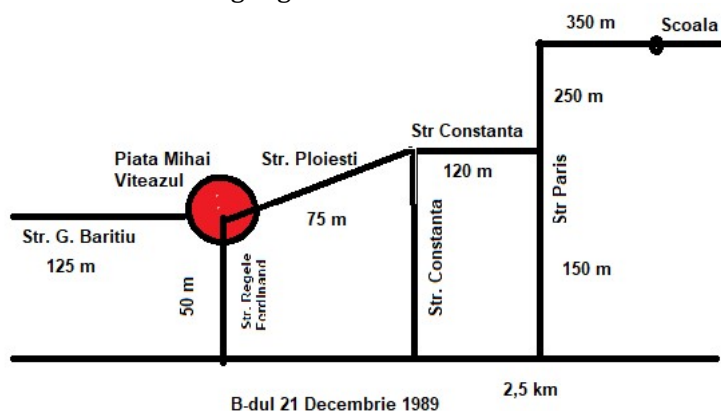 350 m
Scoala
250 m
Str Constanta
Piata Mihai
Viteazul
Str. Ploiesti
120 m
Str Paris
75 m
Str. G. Baritiu
125 m
50 m
Str. Regele
Ferdinand
Str. Constanta
150 m
2,5 km
B-dul 21 Decembrie 1989